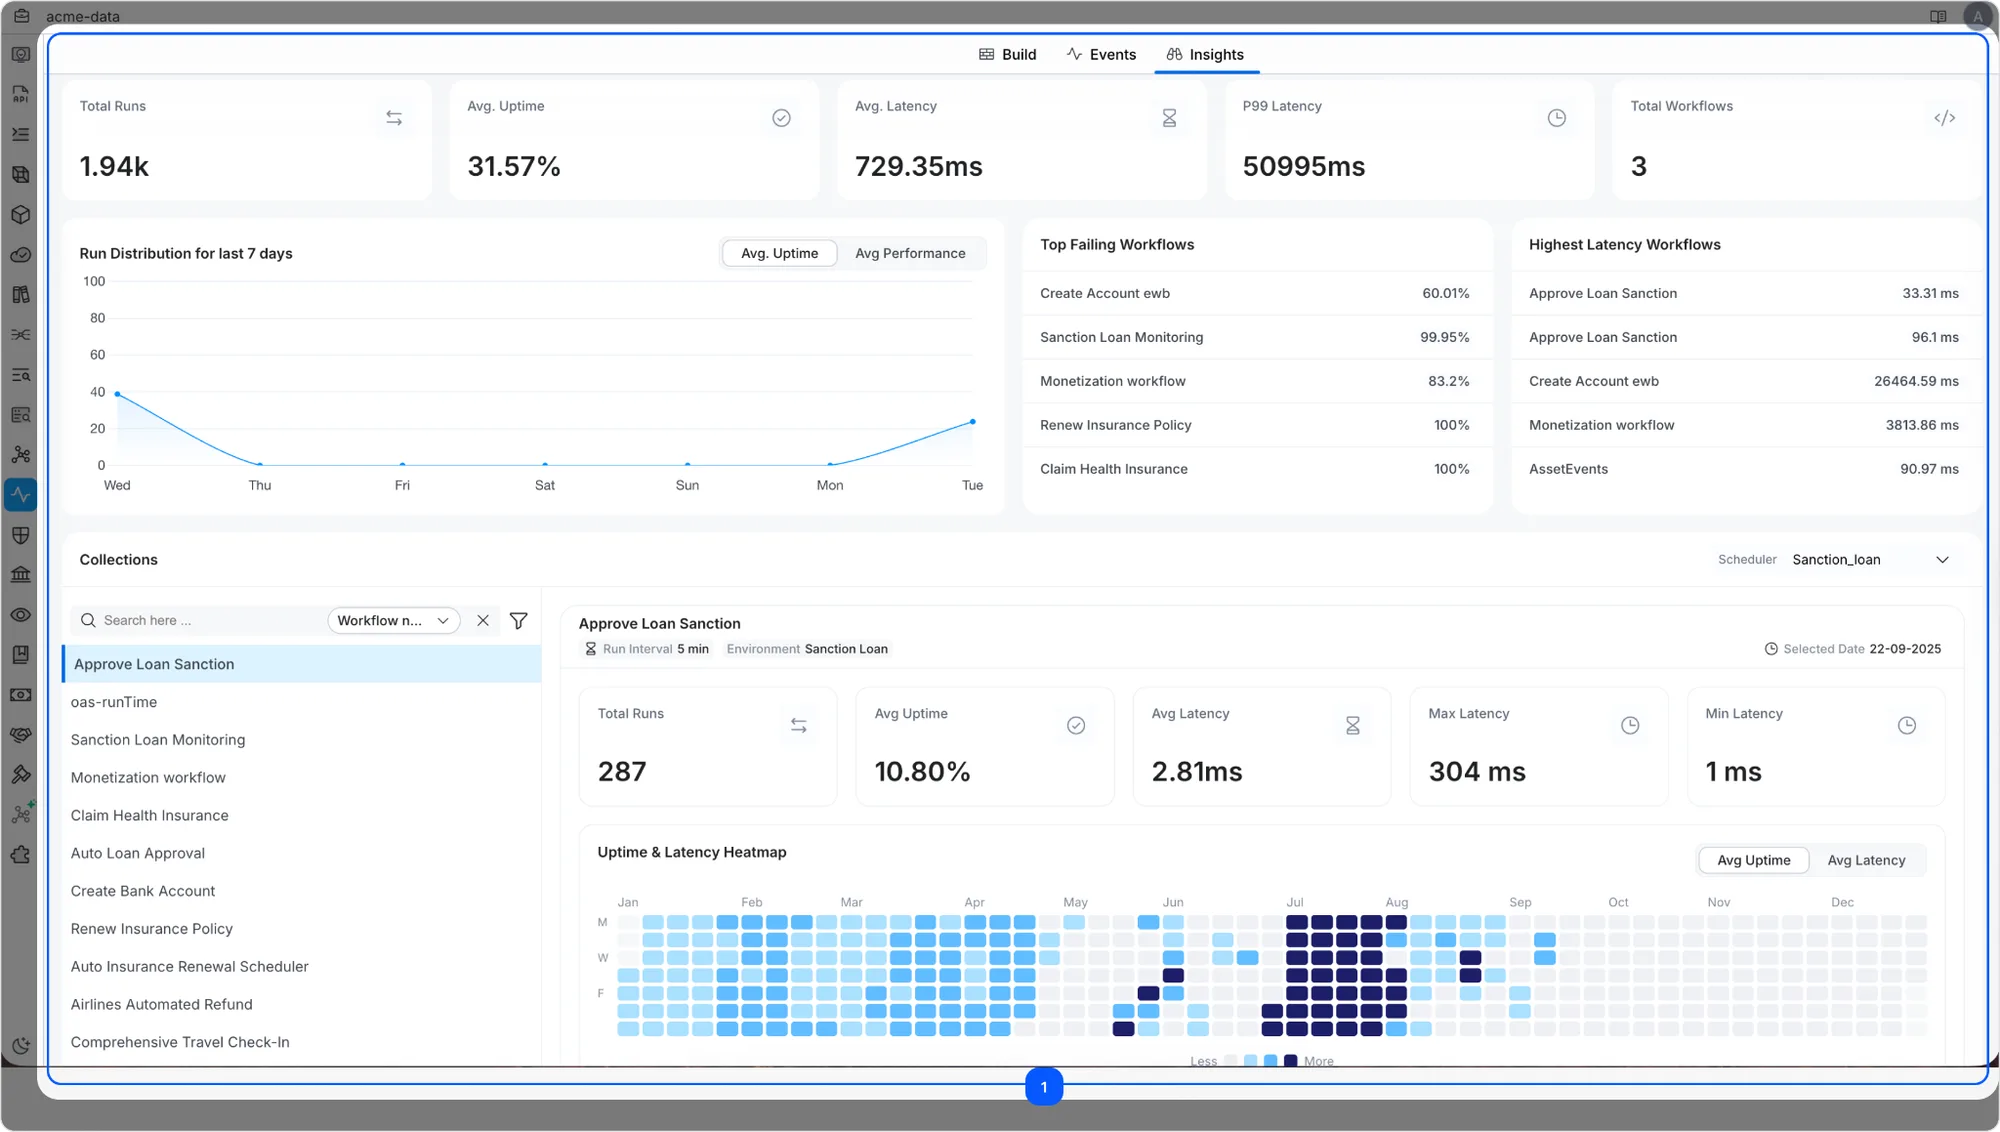 acme-data
A
Build Events Insights
Total Runs
1.94k
Avg. Uptime
31.57%
Avg. Latency
729.35ms
P99 Latency
50995ms
Total Workflows
3
Run Distribution for last 7 days
Avg. Uptime Avg Performance
100
80
60
40
20
0
Wed Thu Fri Sat Sun Mon Tue
Top Failing Workflows
Create Account ewb 60.01%
Sanction Loan Monitoring 99.95%
Monetization workflow 83.2%
Renew Insurance Policy 100%
Claim Health Insurance 100%
Highest Latency Workflows
Approve Loan Sanction 33.31 ms
Approve Loan Sanction 96.1 ms
Create Account ewb 26464.59 ms
Monetization workflow 3813.86 ms
AssetEvents 90.97 ms
Collections
Scheduler Sanction_loan
Search here ... Workflow n...
Approve Loan Sanction
oas-runTime
Sanction Loan Monitoring
Monetization workflow
Claim Health Insurance
Auto Loan Approval
Create Bank Account
Renew Insurance Policy
Auto Insurance Renewal Scheduler
Airlines Automated Refund
Comprehensive Travel Check-In
Approve Loan Sanction
Run Interval 5 min Environment Sanction Loan
Selected Date 22-09-2025
Total Runs
287
Avg Uptime
10.80%
Avg Latency
2.81ms
Max Latency
304 ms
Min Latency
1 ms
Uptime & Latency Heatmap
Avg Uptime Avg Latency
Jan Feb Mar Apr May Jun Jul Aug Sep Oct Nov Dec
M
W
F
Less More
1
API